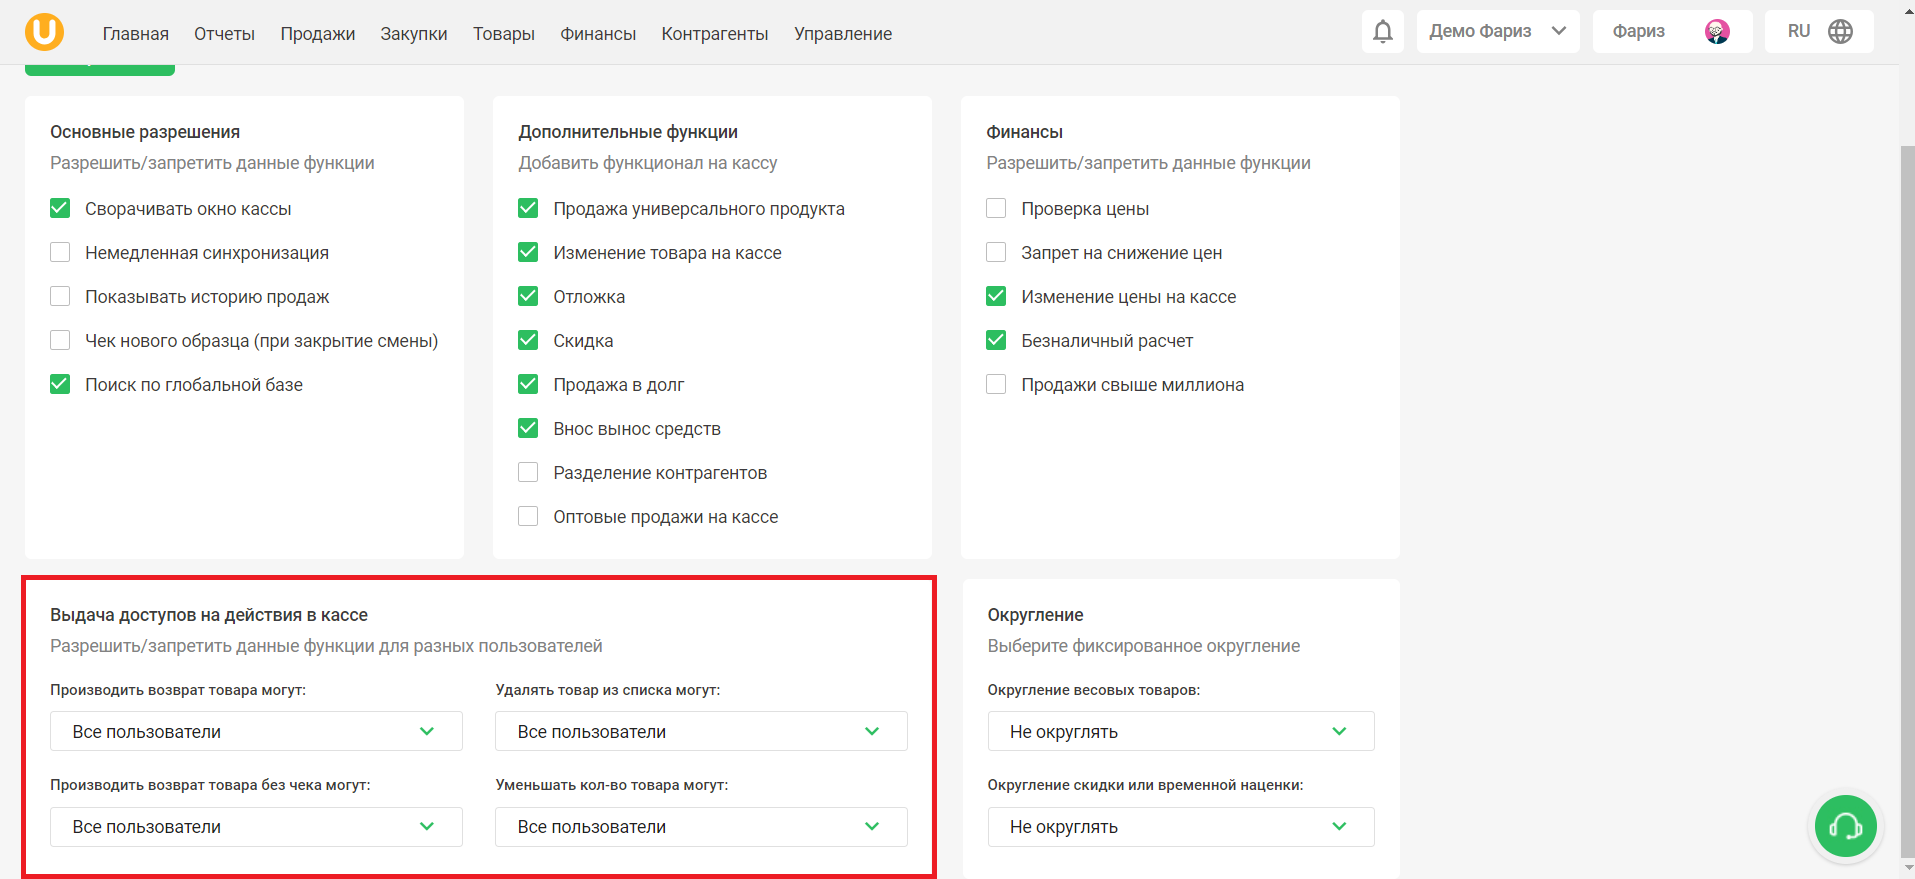 Главная Отчеты Продажи Закупки Товары Финансы Контрагенты Управление Демо Фариз Фариз RU
Основные разрешения
Разрешить/запретить данные функции
Сворачивать окно кассы
Немедленная синхронизация
Показывать историю продаж
Чек нового образца (при закрытие смены)
Поиск по глобальной базе
Дополнительные функции
Добавить функционал на кассу
Продажа универсального продукта
Изменение товара на кассе
Отложка
Скидка
Продажа в долг
Внос вынос средств
Разделение контрагентов
Оптовые продажи на кассе
Финансы
Разрешить/запретить данные функции
Проверка цены
Запрет на снижение цен
Изменение цены на кассе
Безналичный расчет
Продажи свыше миллиона
Выдача доступов на действия в кассе
Разрешить/запретить данные функции для разных пользователей
Производить возврат товара могут:
Все пользователи
Удалять товар из списка могут:
Все пользователи
Производить возврат товара без чека могут:
Все пользователи
Уменьшать кол-во товара могут:
Все пользователи
Округление
Выберите фиксированное округление
Округление весовых товаров:
Не округлять
Округление скидки или временной наценки:
Не округлять